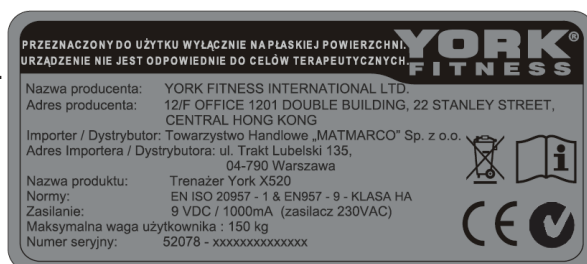 PRZEZNACZONY DO UŻYTKU WYŁĄCZNIE NA PŁASKIEJ POWIERZCHNI.
URZĄDZENIE NIE JEST ODPOWIEDNIE DO CELÓW TERAPEUTYCZNYCH.
YORK®
FITNESS
Nazwa producenta: YORK FITNESS INTERNATIONAL LTD.
Adres producenta: 12/F OFFICE 1201 DOUBLE BUILDING, 22 STANLEY STREET,
CENTRAL HONG KONG
Importer / Dystrybutor: Towarzystwo Handlowe „MATMARCO" Sp. z o.o.
Adres Importera / Dystrybutora: ul. Trakt Lubelski 135,
04-790 Warszawa
Nazwa produktu: Trenażer York X520
Normy: EN ISO 20957 - 1 & EN957 - 9 - KLASA HA
Zasilanie: 9 VDC / 1000mA (zasilacz 230VAC)
Maksymalna waga użytkownika : 150 kg
Numer seryjny: 52078 - xxxxxxxxxxxxxx
CE